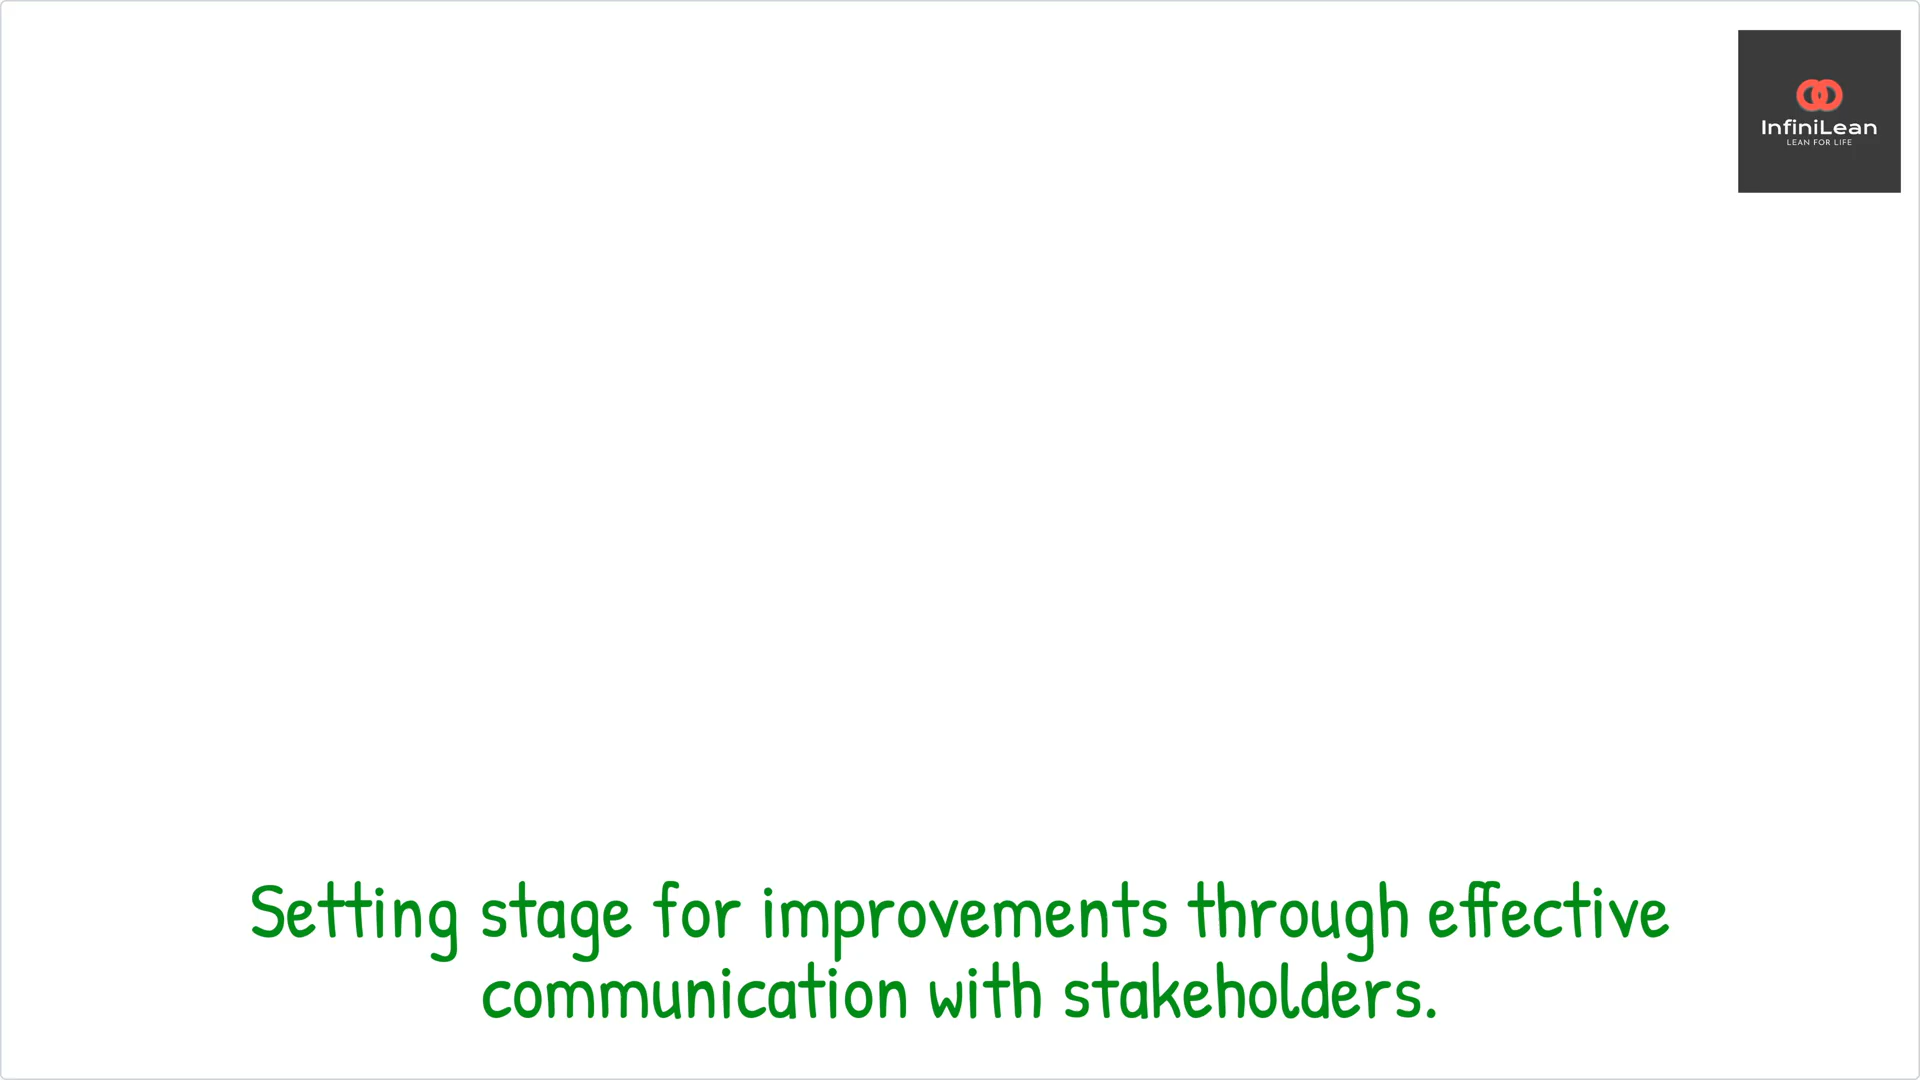 InfiniLean
LEAN FOR LIFE
Setting stage for improvements through effective
communication with stakeholders.